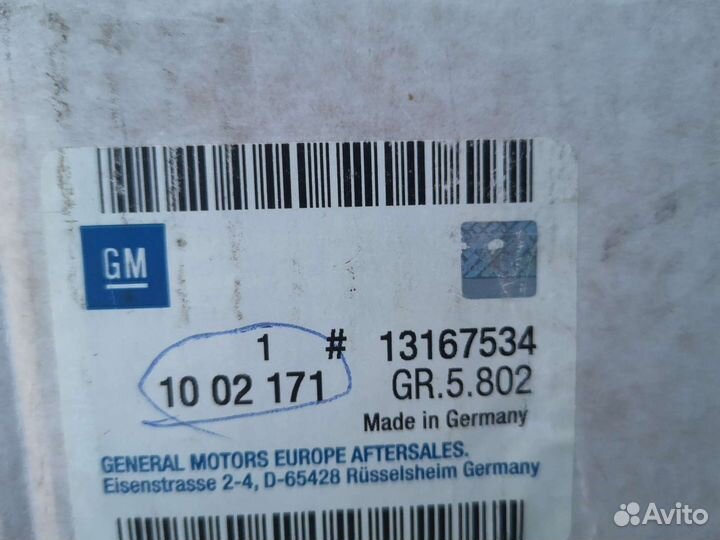 GM
1 # 13167534
10 02 171 GR.5.802
Made in Germany
GENERAL MOTORS EUROPE AFTERSALES.
Eisenstrasse 2-4, D-65428 Rüsselsheim Germany
Avito